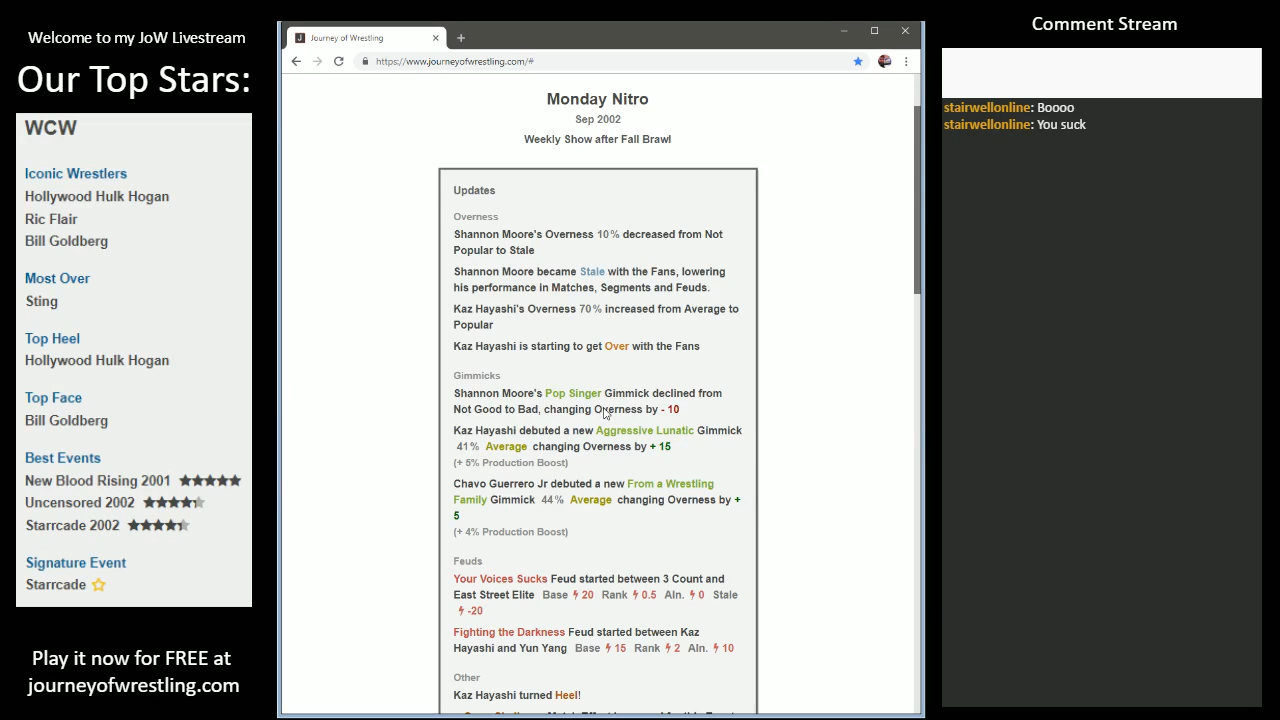 Welcome to my JoW Livestream
Our Top Stars:
WCW
Iconic Wrestlers
Hollywood Hulk Hogan
Ric Flair
Bill Goldberg
Most Over
Sting
Top Heel
Hollywood Hulk Hogan
Top Face
Bill Goldberg
Best Events
New Blood Rising 2001
Uncensored 2002
Starrcade 2002
Signature Event
Starrcade
Play it now for FREE at
journeyofwrestling.com
J Journey of Wrestling
https://www.journeyofwrestling.com/#
Monday Nitro
Sep 2002
Weekly Show after Fall Brawl
Updates
Overness
Shannon Moore's Overness 10% decreased from Not
Popular to Stale
Shannon Moore became Stale with the Fans, lowering
his performance in Matches, Segments and Feuds.
Kaz Hayashi's Overness 70% increased from Average to
Popular
Kaz Hayashi is starting to get Over with the Fans
Gimmicks
Shannon Moore's Pop Singer Gimmick declined from
Not Good to Bad, changing Overness by - 10
Kaz Hayashi debuted a new Aggressive Lunatic Gimmick
41% Average changing Overness by + 15
(+ 5% Production Boost)
Chavo Guerrero Jr debuted a new From a Wrestling
Family Gimmick 44% Average changing Overness by +
5
(+ 4% Production Boost)
Feuds
Your Voices Sucks Feud started between 3 Count and
East Street Elite Base 20 Rank 0.5 Aln. 0 Stale
-20
Fighting the Darkness Feud started between Kaz
Hayashi and Yun Yang Base 15 Rank 2 Aln. 10
Other
Kaz Hayashi turned Heel!
Comment Stream
stairwellonline: Boooo
stairwellonline: You suck